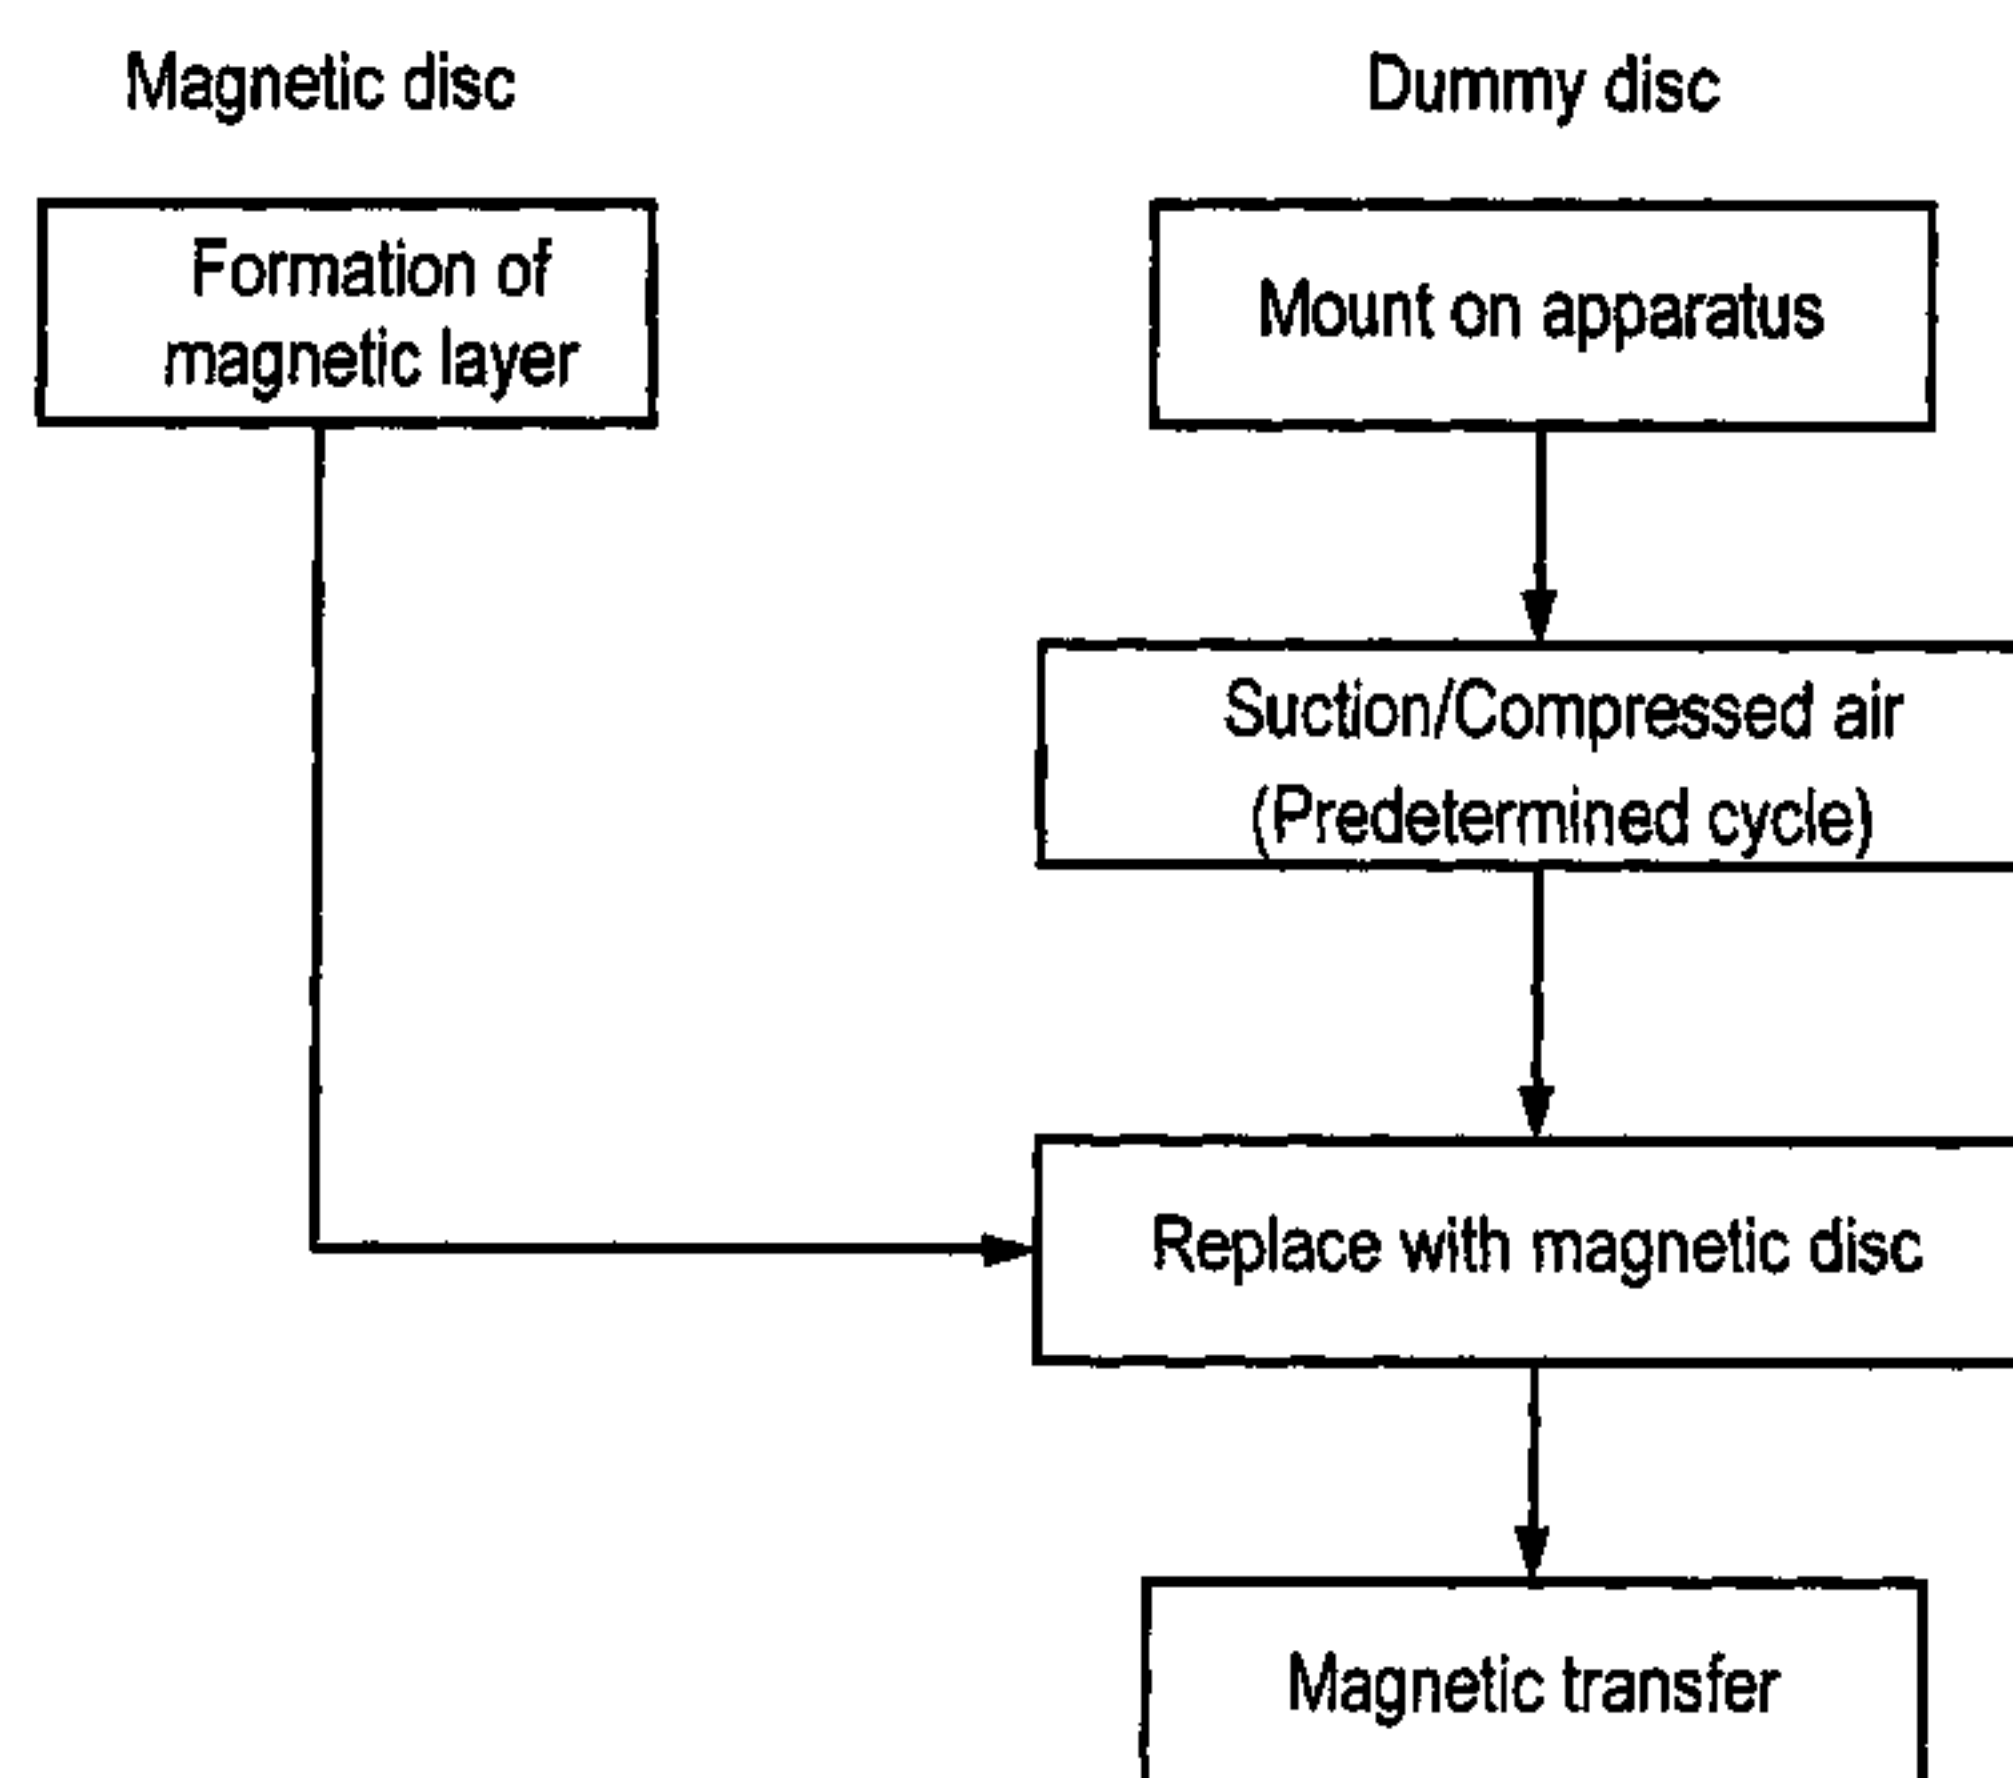 Magnetic disc
Dummy disc
Formation of
magnetic layer
Mount on apparatus
Suction/Compressed air
(Predetermined cycle)
Replace with magnetic disc
Magnetic transfer